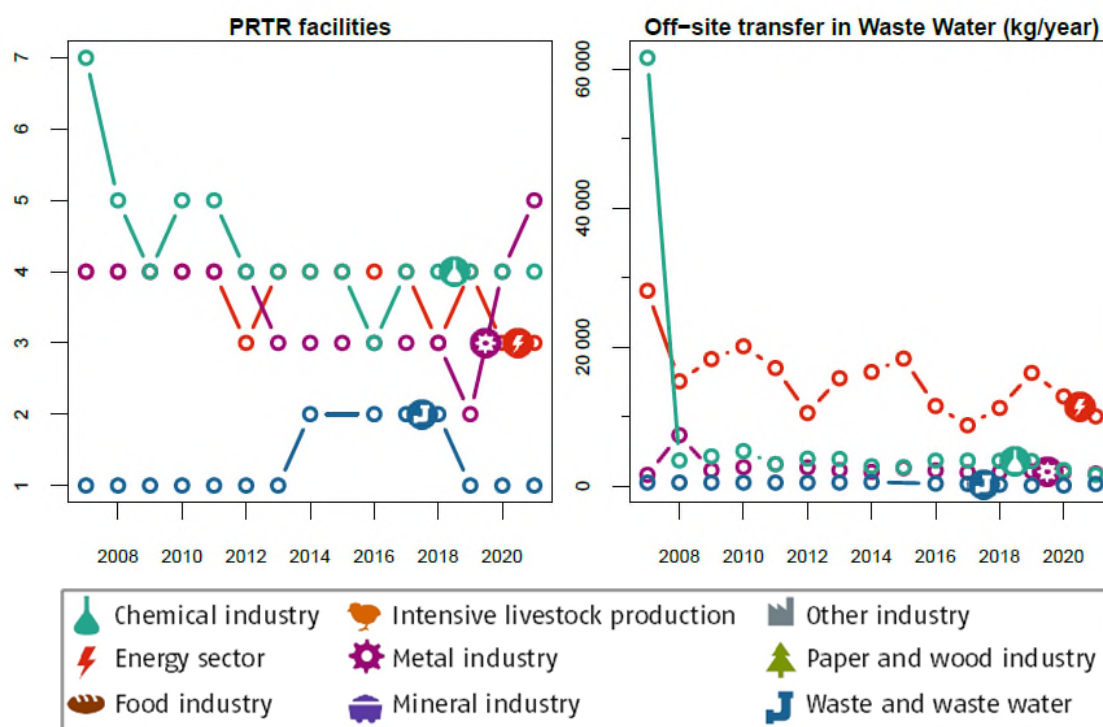 PRTR facilities
7
6
5
4
3
2
1
2008 2010 2012 2014 2016 2018 2020
Off-site transfer in Waste Water (kg/year)
60 000
40 000
20 000
0
2008 2010 2012 2014 2016 2018 2020
Chemical industry
Intensive livestock production
Other industry
Energy sector
Metal industry
Paper and wood industry
Food industry
Mineral industry
Waste and waste water